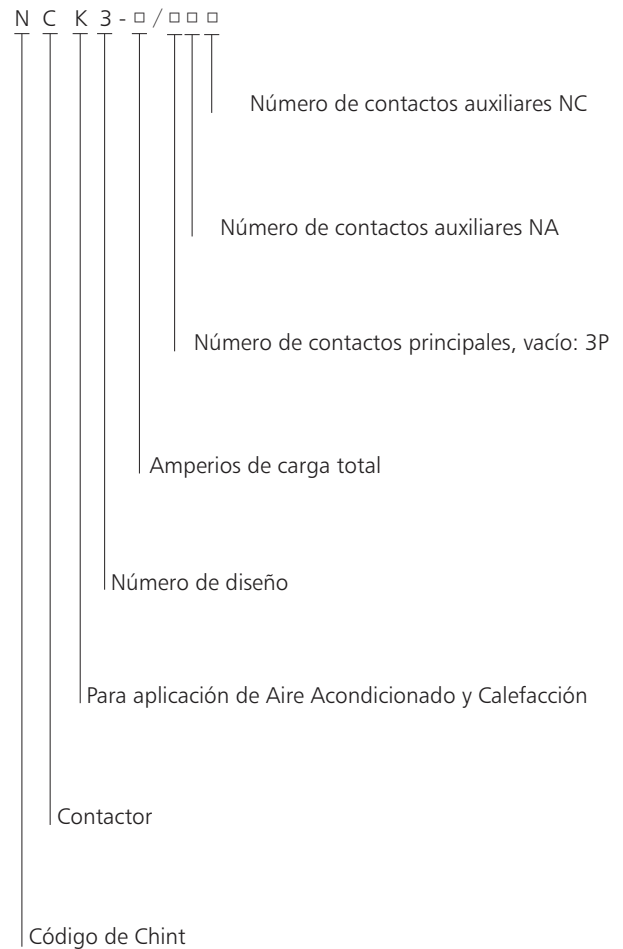 N C K 3 - □ / □ □ □
Número de contactos auxiliares NC
Número de contactos auxiliares NA
Número de contactos principales, vacío: 3P
Amperios de carga total
Número de diseño
Para aplicación de Aire Acondicionado y Calefacción
Contactor
Código de Chint